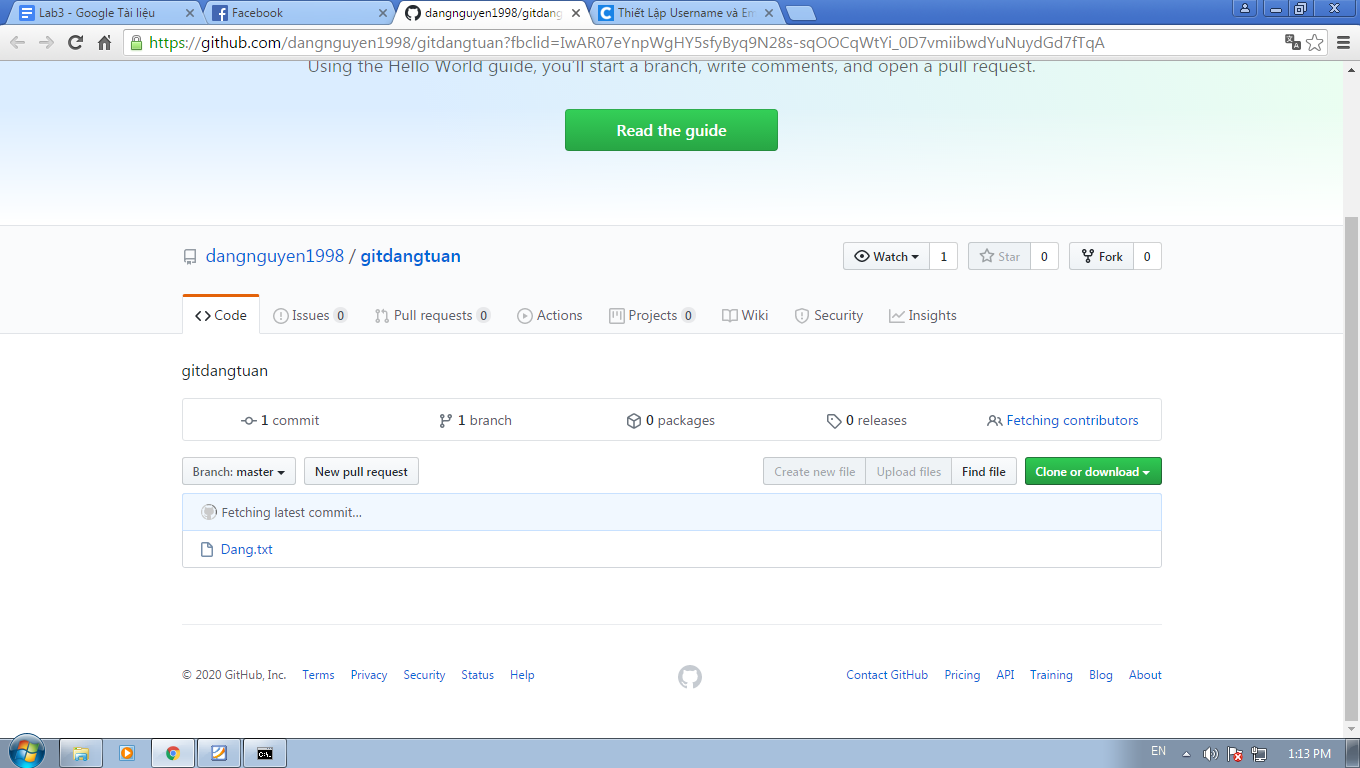 Lab3 - Google Tài liệu
Facebook
dangnguyen1998/gitdang
Thiết Lập Username và Em
https://github.com/dangnguyen1998/gitdangtuan?fbclid=IwAR07eYnpWgHY5sfyByq9N28s-sqOOCqWtYi_0D7vmiibwdYuNuydGd7fTqA
Using the Hello World guide, you'll start a branch, write comments, and open a pull request.
Read the guide
dangnguyen1998 / gitdangtuan
Watch 1 Star 0 Fork 0
Code Issues 0 Pull requests 0 Actions Projects 0 Wiki Security Insights
gitdangtuan
1 commit 1 branch 0 packages 0 releases Fetching contributors
Branch: master New pull request Create new file Upload files Find file Clone or download
Fetching latest commit...
Dang.txt
© 2020 GitHub, Inc. Terms Privacy Security Status Help Contact GitHub Pricing API Training Blog About
EN 1:13 PM